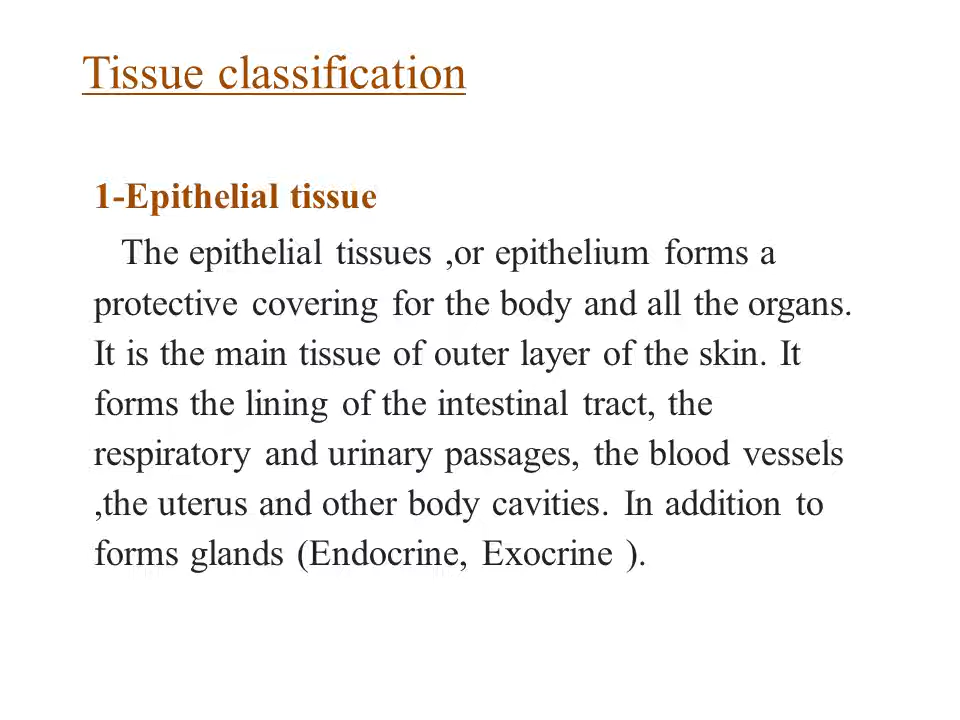 Tissue classification
1-Epithelial tissue
The epithelial tissues ,or epithelium forms a
protective covering for the body and all the organs.
It is the main tissue of outer layer of the skin. It
forms the lining of the intestinal tract, the
respiratory and urinary passages, the blood vessels
,the uterus and other body cavities. In addition to
forms glands (Endocrine, Exocrine ).